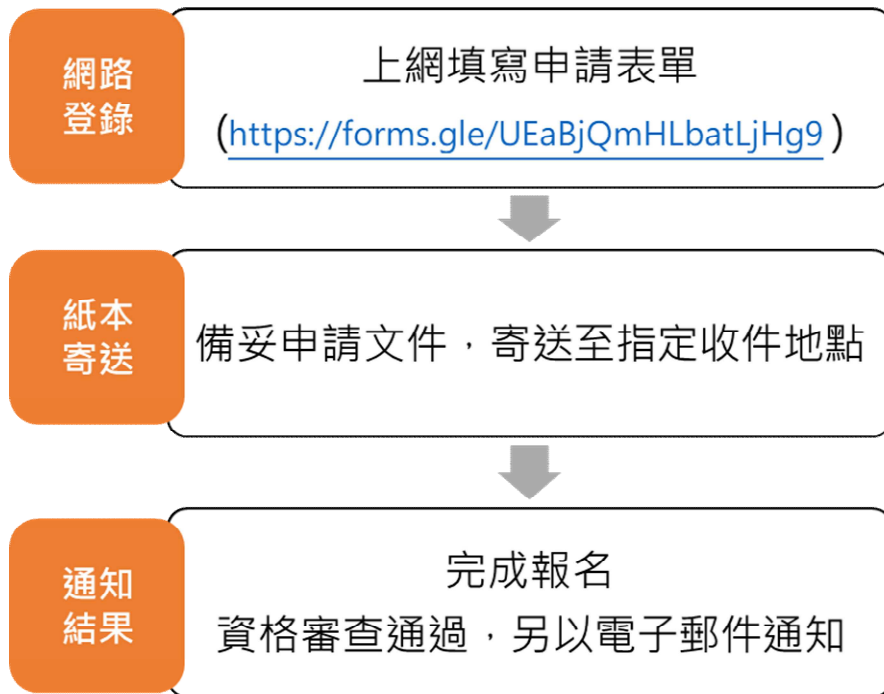 網路
登錄
上網填寫申請表單
(https://forms.gle/UEaBjQmHLbatLjHg9 )
紙本
寄送
備妥申請文件，寄送至指定收件地點
通知
結果
完成報名
資格審查通過，另以電子郵件通知